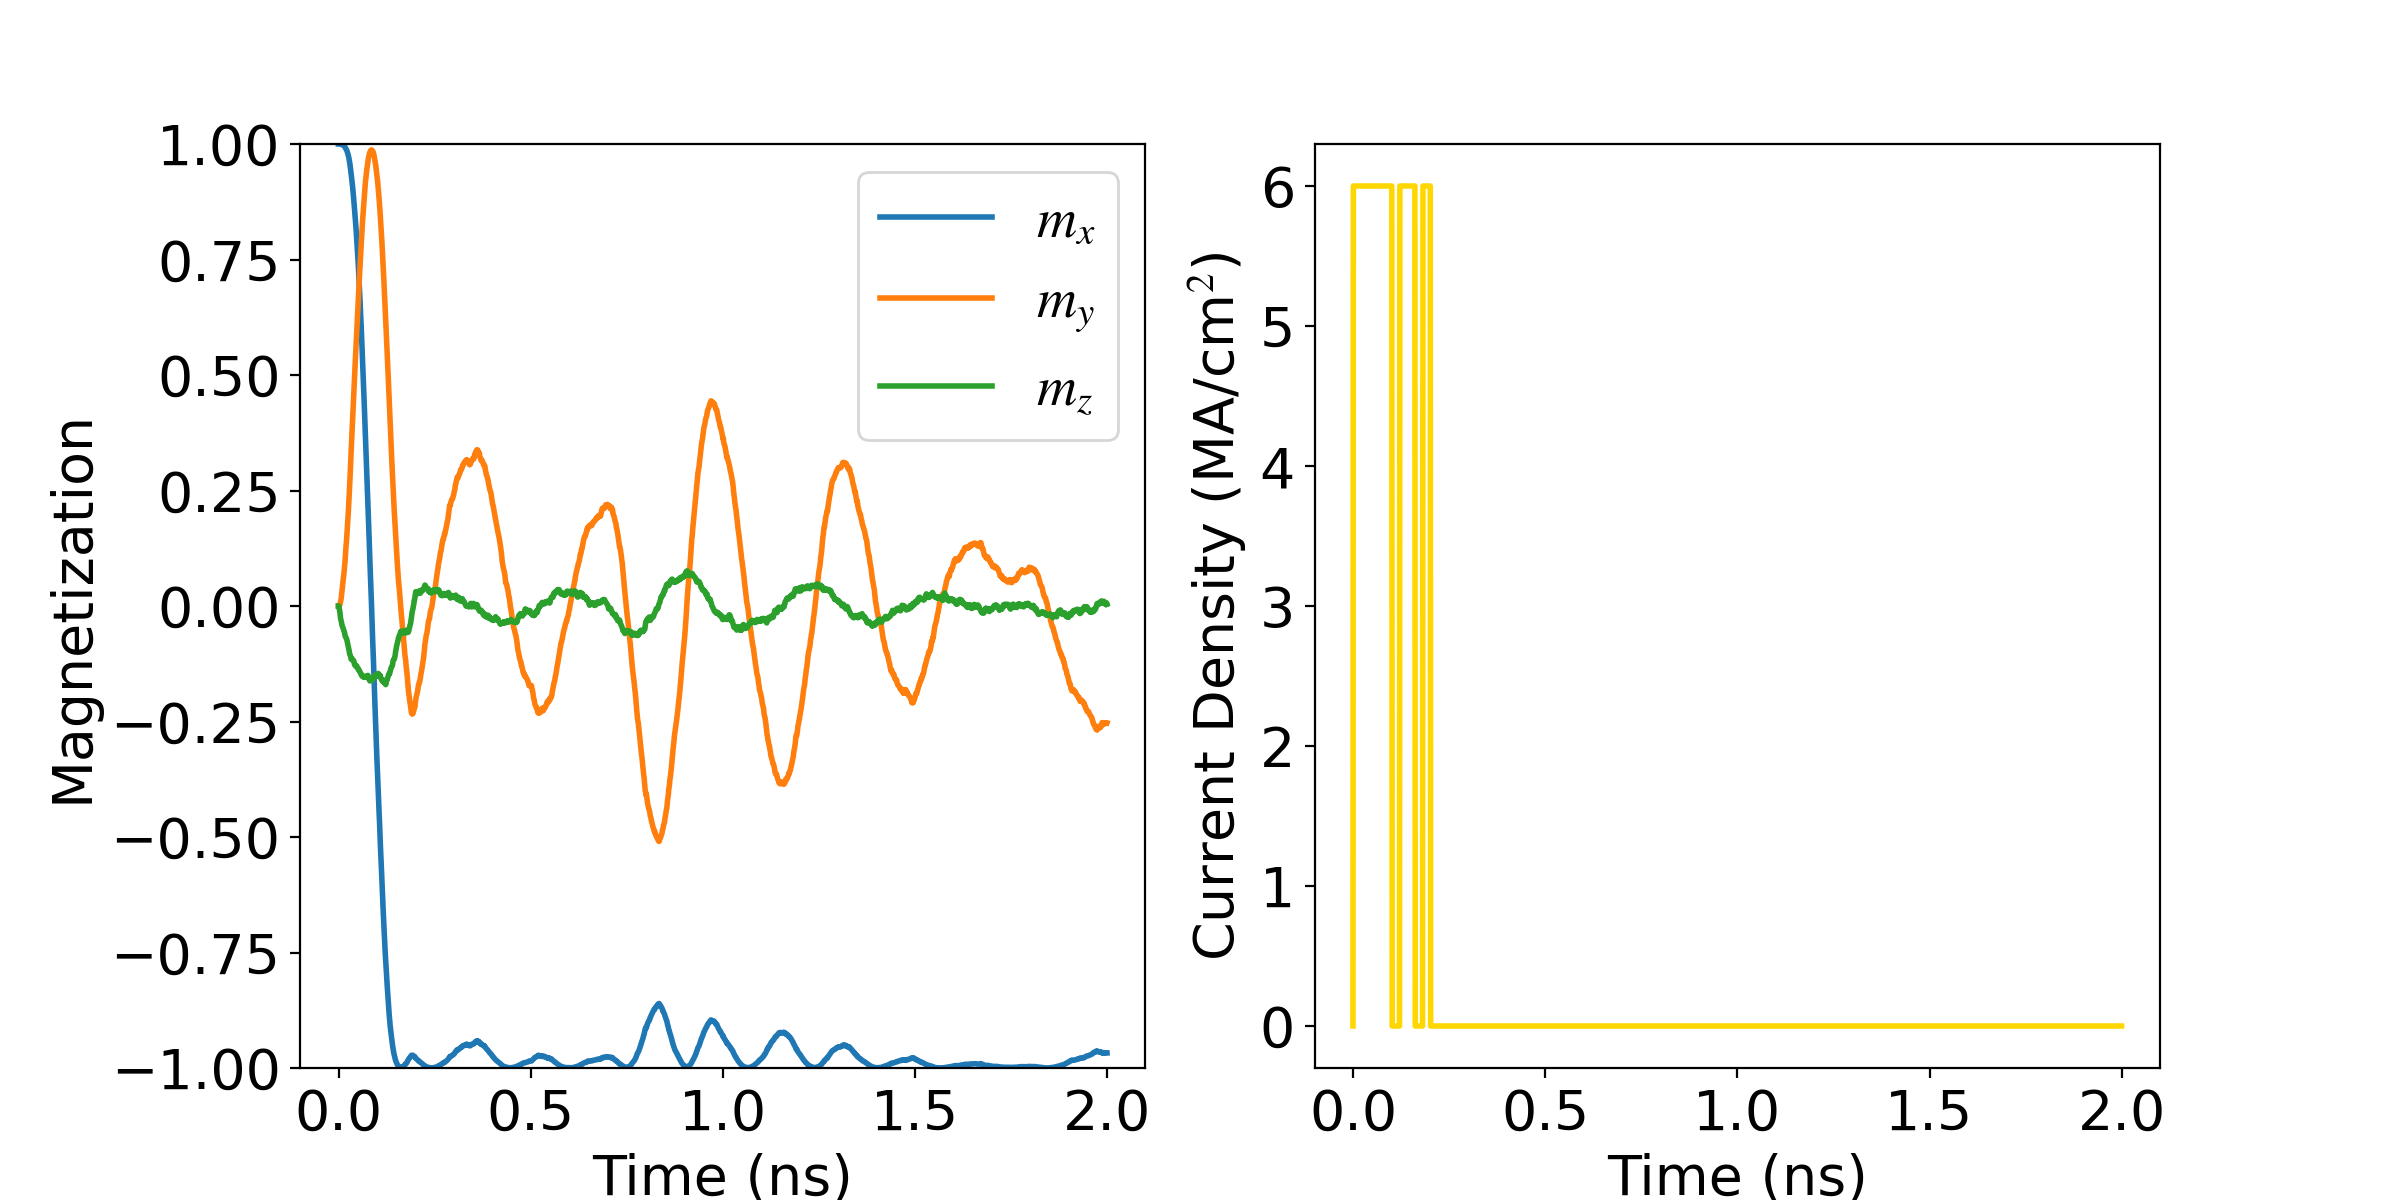 Magnetization
1.00
0.75
0.50
0.25
0.00
−0.25
−0.50
−0.75
−1.00
0.0 0.5 1.0 1.5 2.0
Time (ns)
m_x
m_y
m_z
Current Density (MA/cm²)
6
5
4
3
2
1
0
0.0 0.5 1.0 1.5 2.0
Time (ns)